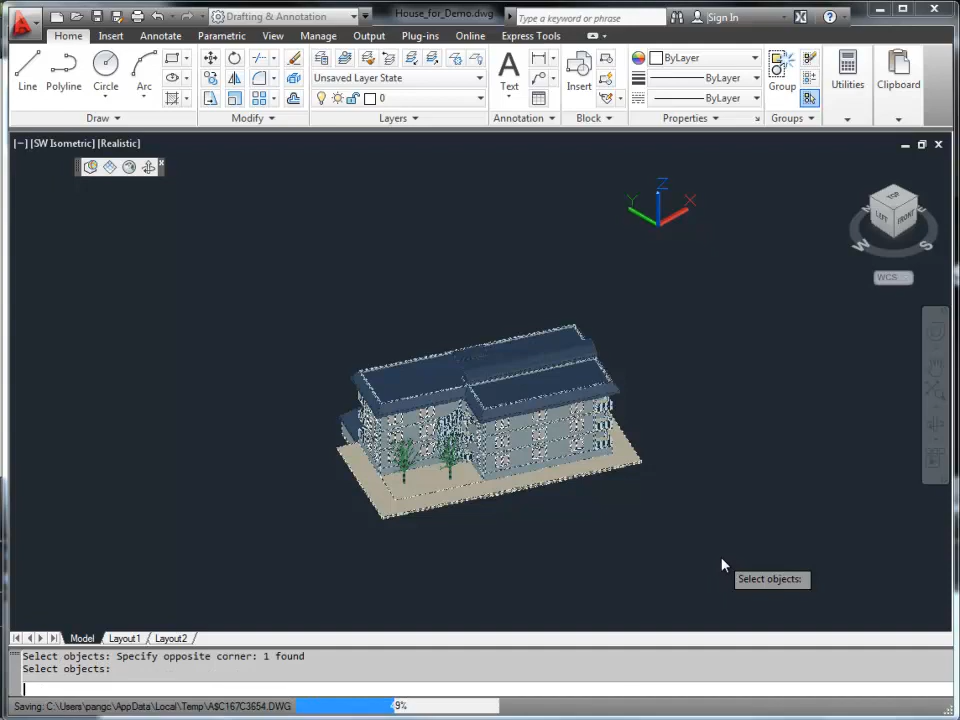 Drafting & Annotation
House_for_Demo.dwg
Type a keyword or phrase
Sign In
Home Insert Annotate Parametric View Manage Output Plug-ins Online Express Tools
Line Polyline Circle Arc
Unsaved Layer State
0
Text
Insert
ByLayer
ByLayer
ByLayer
Group
Utilities
Clipboard
Draw Modify Layers Annotation Block Properties Groups
[−][SW Isometric][Realistic]
Z
Y X
TOP
LEFT FRONT
W S
WCS
Select objects:
Model Layout1 Layout2
Select objects: Specify opposite corner: 1 found
Select objects:
Saving: C:\Users\pangc\AppData\Local\Temp\A$C167C3654.DWG 9%